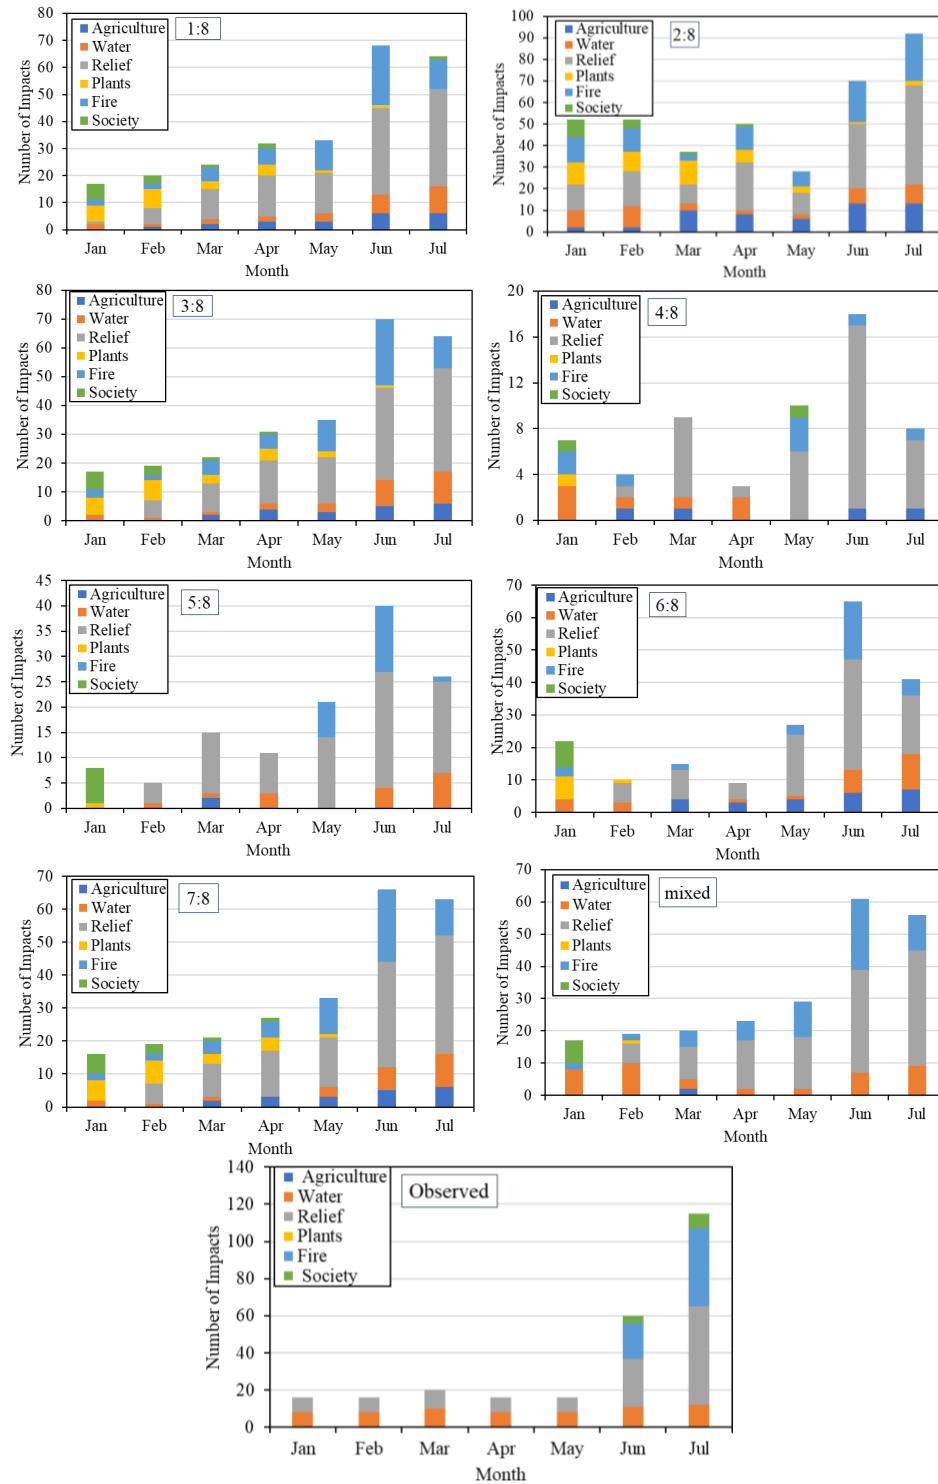 80
70
60
50
40
30
20
10
0
Number of Impacts
Agriculture
Water
Relief
Plants
Fire
Society
1:8
Jan Feb Mar Apr May Jun Jul
Month
100
90
80
70
60
50
40
30
20
10
0
Number of Impacts
Agriculture
Water
Relief
Plants
Fire
Society
2:8
Jan Feb Mar Apr May Jun Jul
Month
80
70
60
50
40
30
20
10
0
Number of Impacts
Agriculture
Water
Relief
Plants
Fire
Society
3:8
Jan Feb Mar Apr May Jun Jul
Month
20
16
12
8
4
0
Number of Impacts
Agriculture
Water
Relief
Plants
Fire
Society
4:8
Jan Feb Mar Apr May Jun Jul
Month
45
40
35
30
25
20
15
10
5
0
Number of Impacts
Agriculture
Water
Relief
Plants
Fire
Society
5:8
Jan Feb Mar Apr May Jun Jul
Month
70
60
50
40
30
20
10
0
Number of Impacts
Agriculture
Water
Relief
Plants
Fire
Society
6:8
Jan Feb Mar Apr May Jun Jul
Month
70
60
50
40
30
20
10
0
Number of Impacts
Agriculture
Water
Relief
Plants
Fire
Society
7:8
Jan Feb Mar Apr May Jun Jul
Month
70
60
50
40
30
20
10
0
Number of Impacts
Agriculture
Water
Relief
Plants
Fire
Society
mixed
Jan Feb Mar Apr May Jun Jul
Month
140
120
100
80
60
40
20
0
Number of Impacts
Agriculture
Water
Relief
Plants
Fire
Society
Observed
Jan Feb Mar Apr May Jun Jul
Month